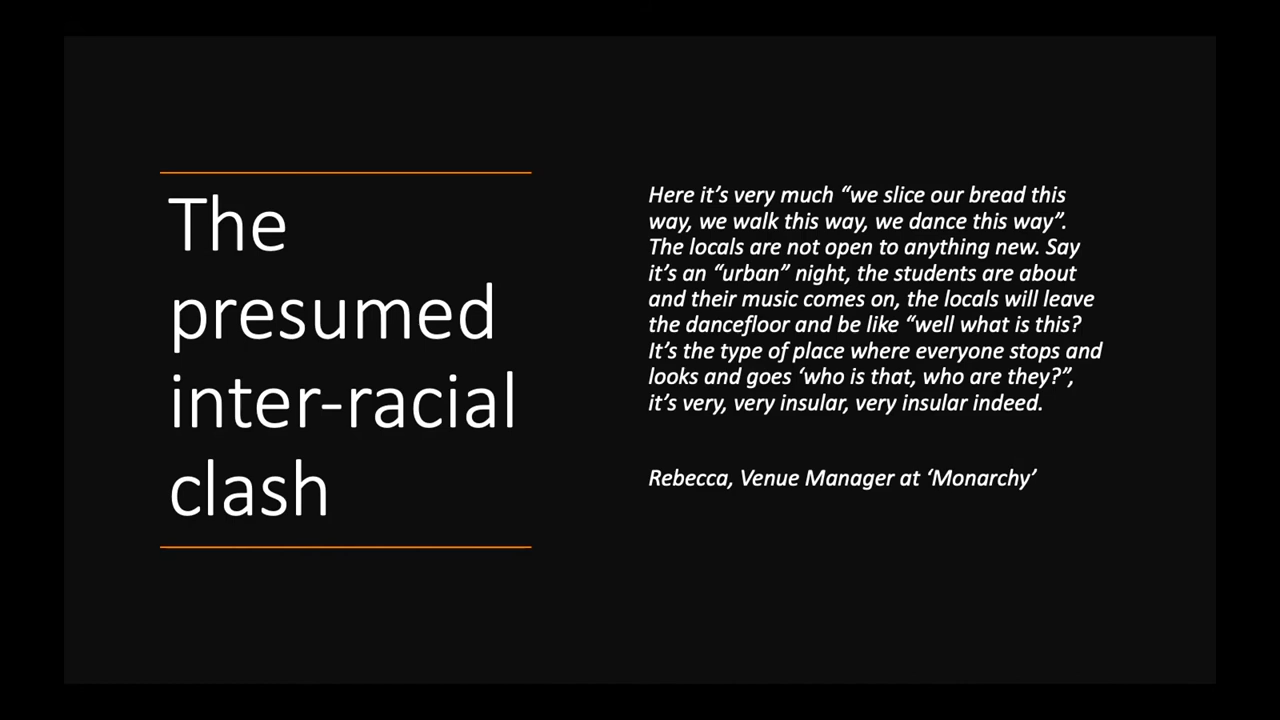 The
presumed
inter-racial
clash
Here it’s very much “we slice our bread this
way, we walk this way, we dance this way”.
The locals are not open to anything new. Say
it’s an “urban” night, the students are about
and their music comes on, the locals will leave
the dancefloor and be like “well what is this?
It’s the type of place where everyone stops and
looks and goes ‘who is that, who are they?”,
it’s very, very insular, very insular indeed.
Rebecca, Venue Manager at ‘Monarchy’